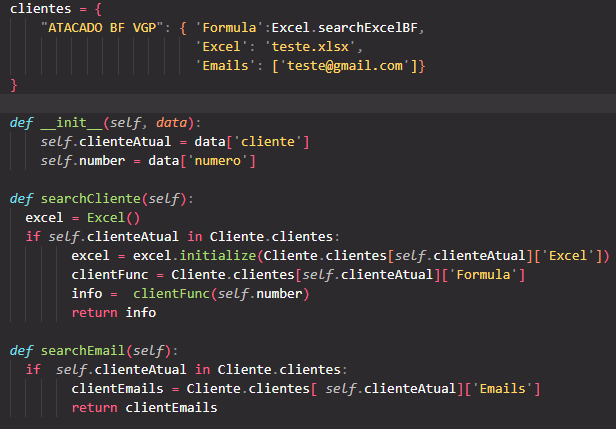 clientes = {
    "ATACADO BF VGP": { 'Formula':Excel.searchExcelBF,
                        'Excel': 'teste.xlsx',
                        'Emails': ['teste@gmail.com']}
}
def __init__(self, data):
    self.clienteAtual = data['cliente']
    self.number = data['numero']
def searchCliente(self):
  excel = Excel()
  if self.clienteAtual in Cliente.clientes:
        excel = excel.initialize(Cliente.clientes[self.clienteAtual]['Excel'])
        clientFunc = Cliente.clientes[self.clienteAtual]['Formula']
        info =  clientFunc(self.number)
        return info
def searchEmail(self):
  if  self.clienteAtual in Cliente.clientes:
        clientEmails = Cliente.clientes[ self.clienteAtual]['Emails']
        return clientEmails